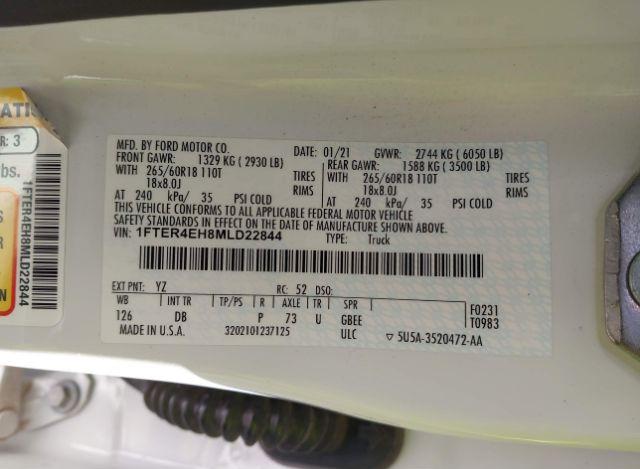 ATI
R: 3
bs.
S
S
R
N
1FTER4EH8MLD22844
MFD. BY FORD MOTOR CO.
DATE: 01/21 GVWR: 2744 KG ( 6050 LB)
FRONT GAWR: 1329 KG ( 2930 LB) REAR GAWR: 1588 KG ( 3500 LB)
WITH 265/60R18 110T TIRES WITH 265/60R18 110T TIRES
18x8.0J RIMS 18x8.0J RIMS
AT 240 kPa/ 35 PSI COLD AT 240 kPa/ 35 PSI COLD
THIS VEHICLE CONFORMS TO ALL APPLICABLE FEDERAL MOTOR VEHICLE
SAFETY STANDARDS IN EFFECT ON DATE OF MANUFACTURE SHOWN ABOVE.
VIN: 1FTER4EH8MLD22844 TYPE: Truck
EXT PNT: YZ RC: 52 DSO:
WB INT TR TP/PS R AXLE TR SPR
126 DB P 73 U GBEE
F0231
T0983
MADE IN U.S.A. 3202101237125 ULC ▽ 5U5A-3520472-AA